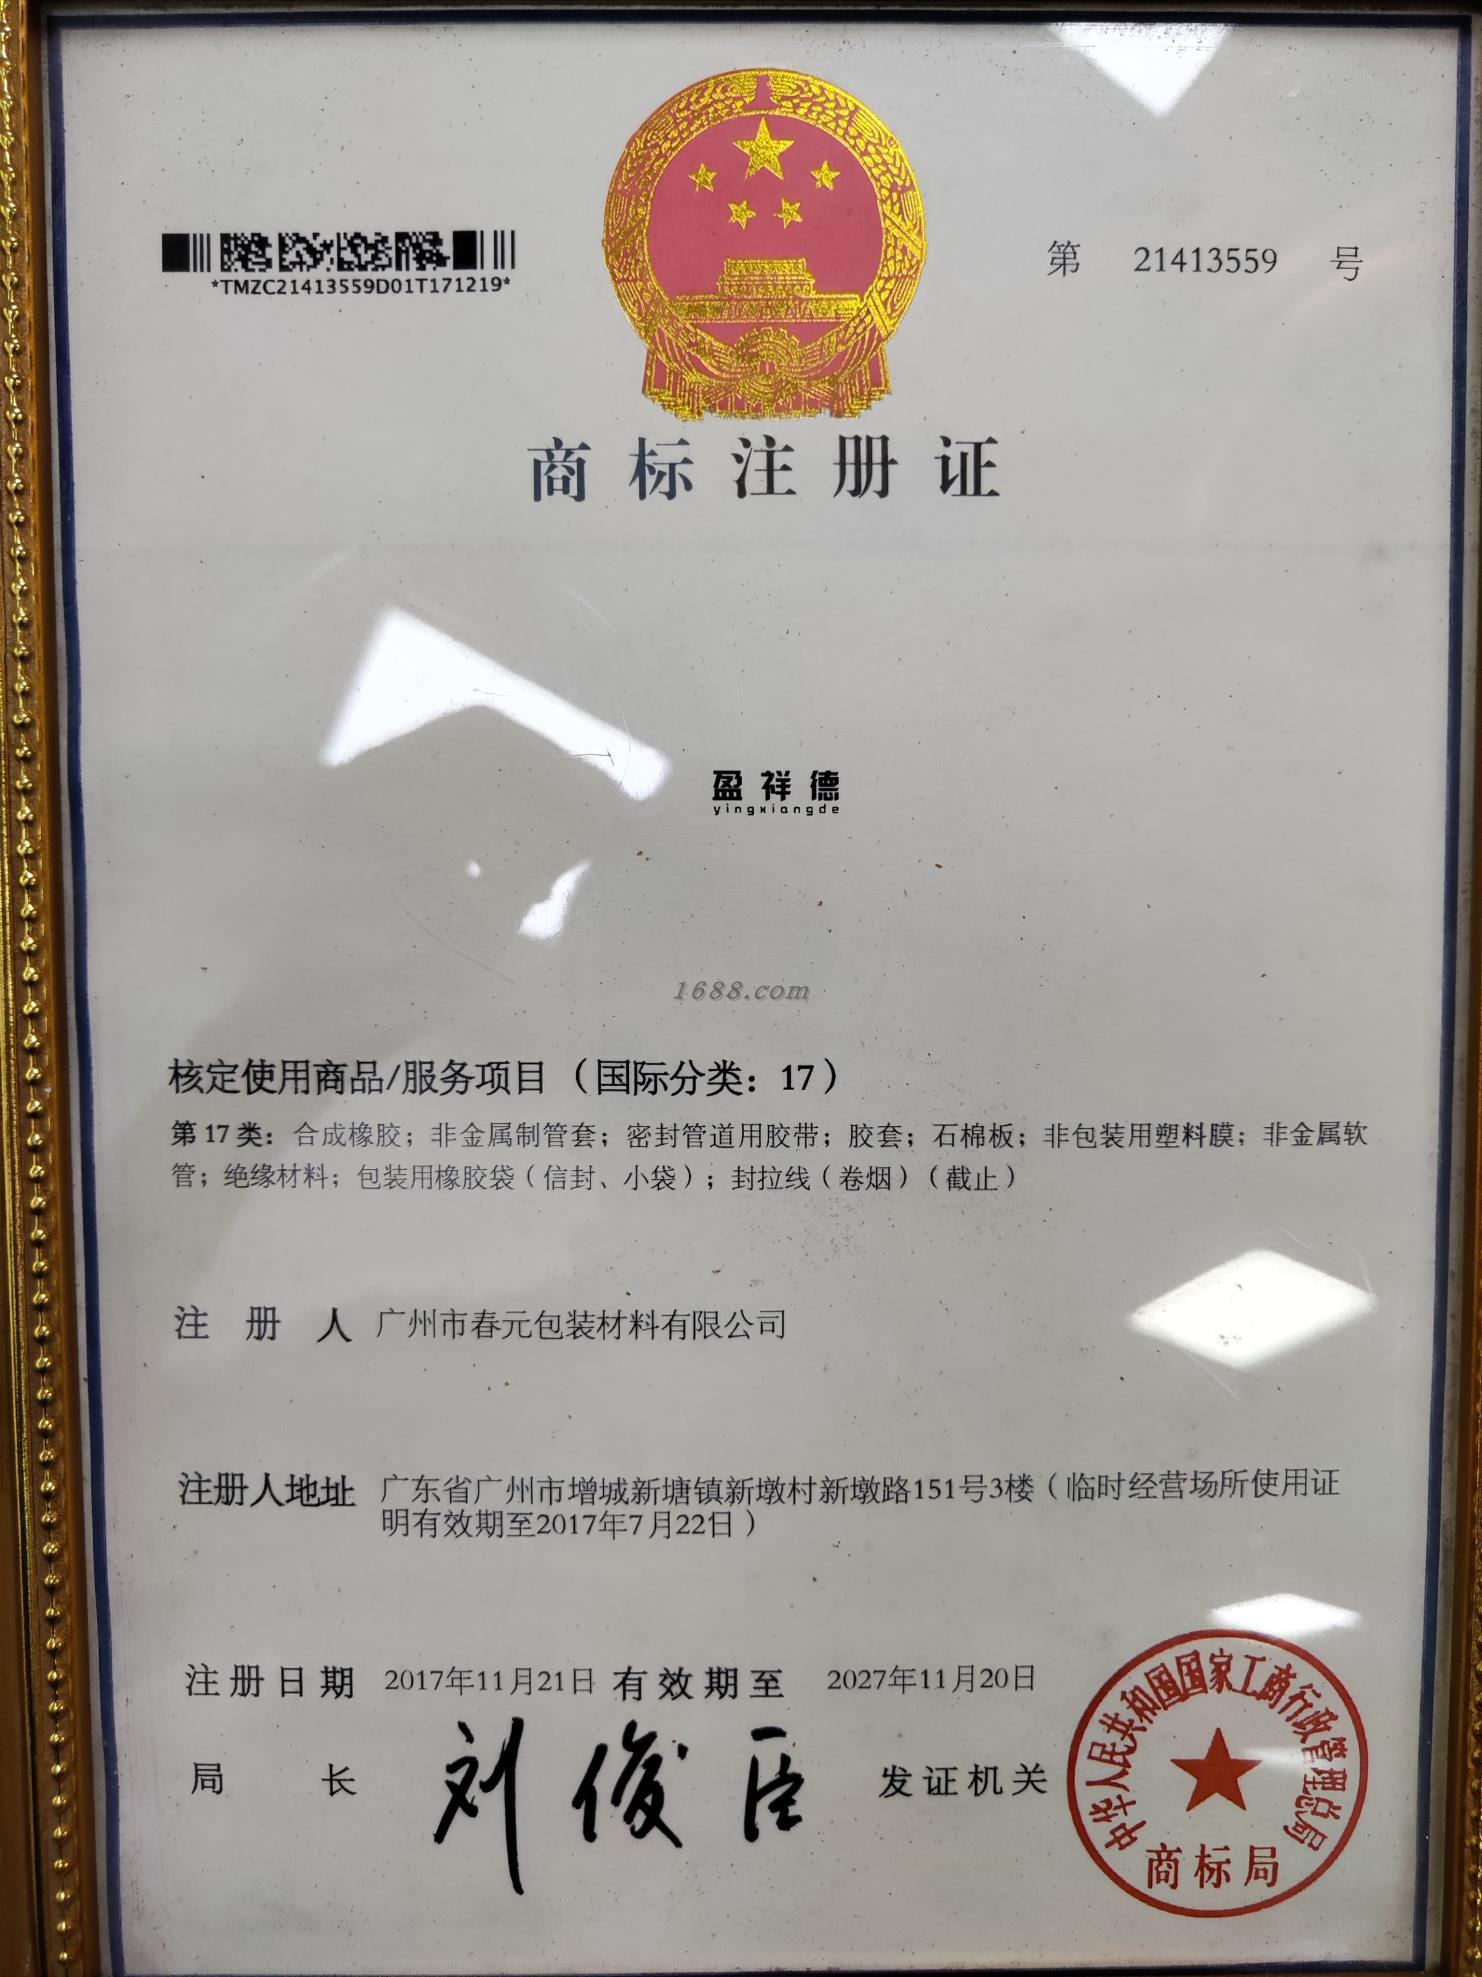 *TMZC21413559D01T171219*
第 21413559 号
商标注册证
盈祥德
yingxiangde
1688.com
核定使用商品/服务项目（国际分类：17）
第17类：合成橡胶；非金属制管套；密封管道用胶带；胶套；石棉板；非包装用塑料膜；非金属软
管；绝缘材料；包装用橡胶袋（信封、小袋）；封拉线（卷烟）（截止）
注册人 广州市春元包装材料有限公司
注册人地址 广东省广州市增城新塘镇新墩村新墩路151号3楼（临时经营场所使用证
明有效期至2017年7月22日）
注册日期 2017年11月21日 有效期至 2027年11月20日
局长 刘俊臣 发证机关
中华人民共和国国家工商行政管理总局
商标局